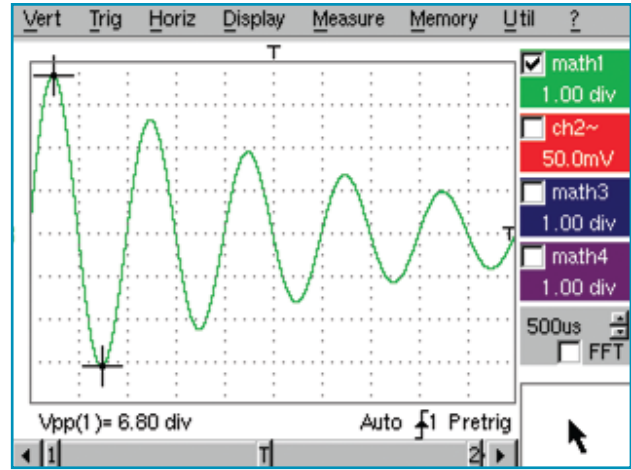 Vert Trig Horiz Display Measure Memory Util ?
T
math1
1.00 div
ch2~
50.0mV
math3
1.00 div
T
math4
1.00 div
500us
FFT
Vpp(1)= 6.80 div Auto 1 Pretrig
1 T 2